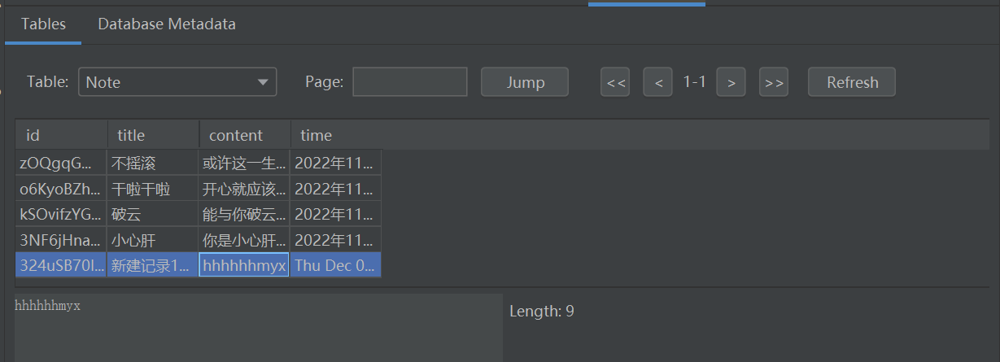 Tables Database Metadata
Table: Note Page: Jump << < 1-1 > >> Refresh
id title content time
zOQgqG... 不摇滚 或许这一生... 2022年11...
o6KyoBZh... 干啦干啦 开心就应该... 2022年11...
kSOvifzYG... 破云 能与你破云... 2022年11...
3NF6jHna... 小心肝 你是小心肝... 2022年11...
324uSB70I... 新建记录1... hhhhhhmyx Thu Dec 0...
hhhhhhmyx
Length: 9